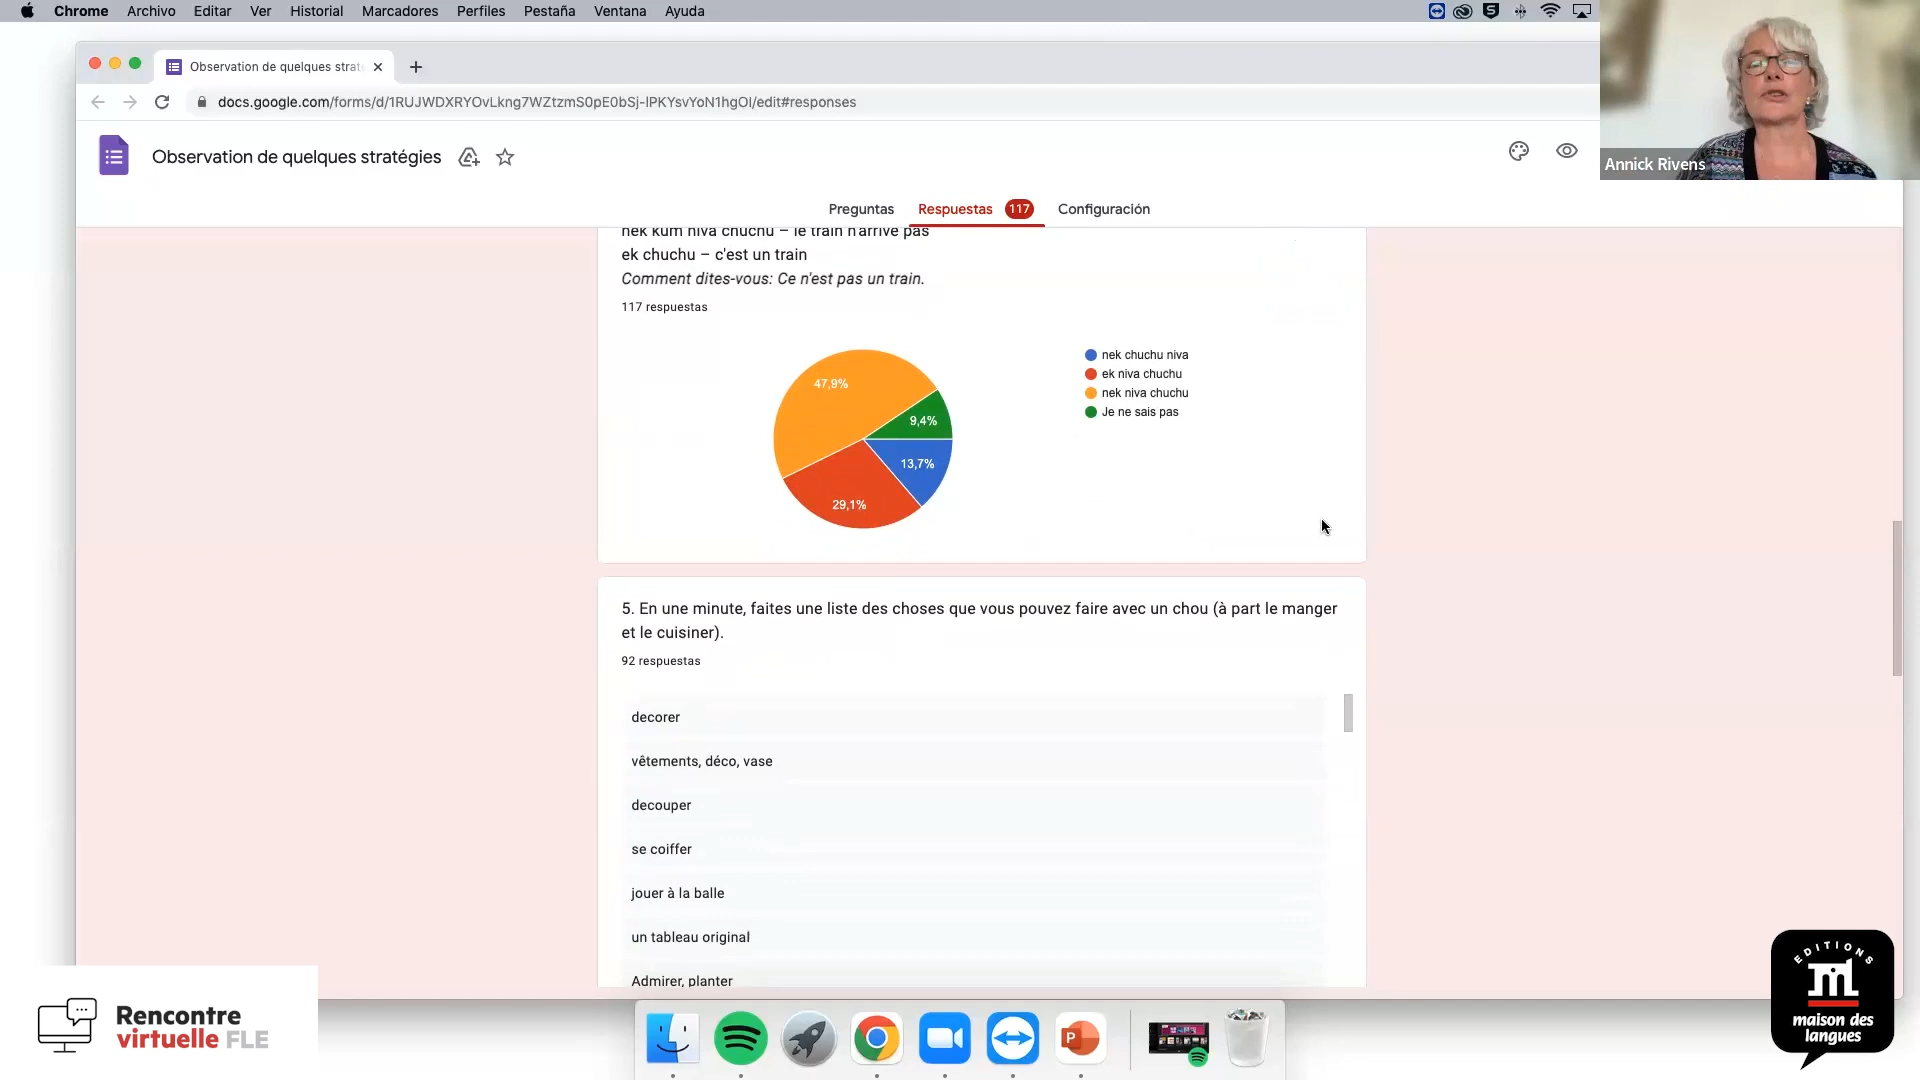 Chrome Archivo Editar Ver Historial Marcadores Perfiles Pestaña Ventana Ayuda
Observation de quelques strat
docs.google.com/forms/d/1RUJWDXRYOvLkng7WZtzmS0pE0bSj-lPKYsvYoN1hgOI/edit#responses
Observation de quelques stratégies
Annick Rivens
Preguntas Respuestas 117 Configuración
nek kum niva chuchu – le train n'arrive pas
ek chuchu – c'est un train
Comment dites-vous: Ce n'est pas un train.
117 respuestas
47,9%
9,4%
13,7%
29,1%
nek chuchu niva
ek niva chuchu
nek niva chuchu
Je ne sais pas
5. En une minute, faites une liste des choses que vous pouvez faire avec un chou (à part le manger
et le cuisiner).
92 respuestas
decorer
vêtements, déco, vase
decouper
se coiffer
jouer à la balle
un tableau original
Admirer, planter
Rencontre
virtuelle FLE
P
EDITIONS
maison des
langues